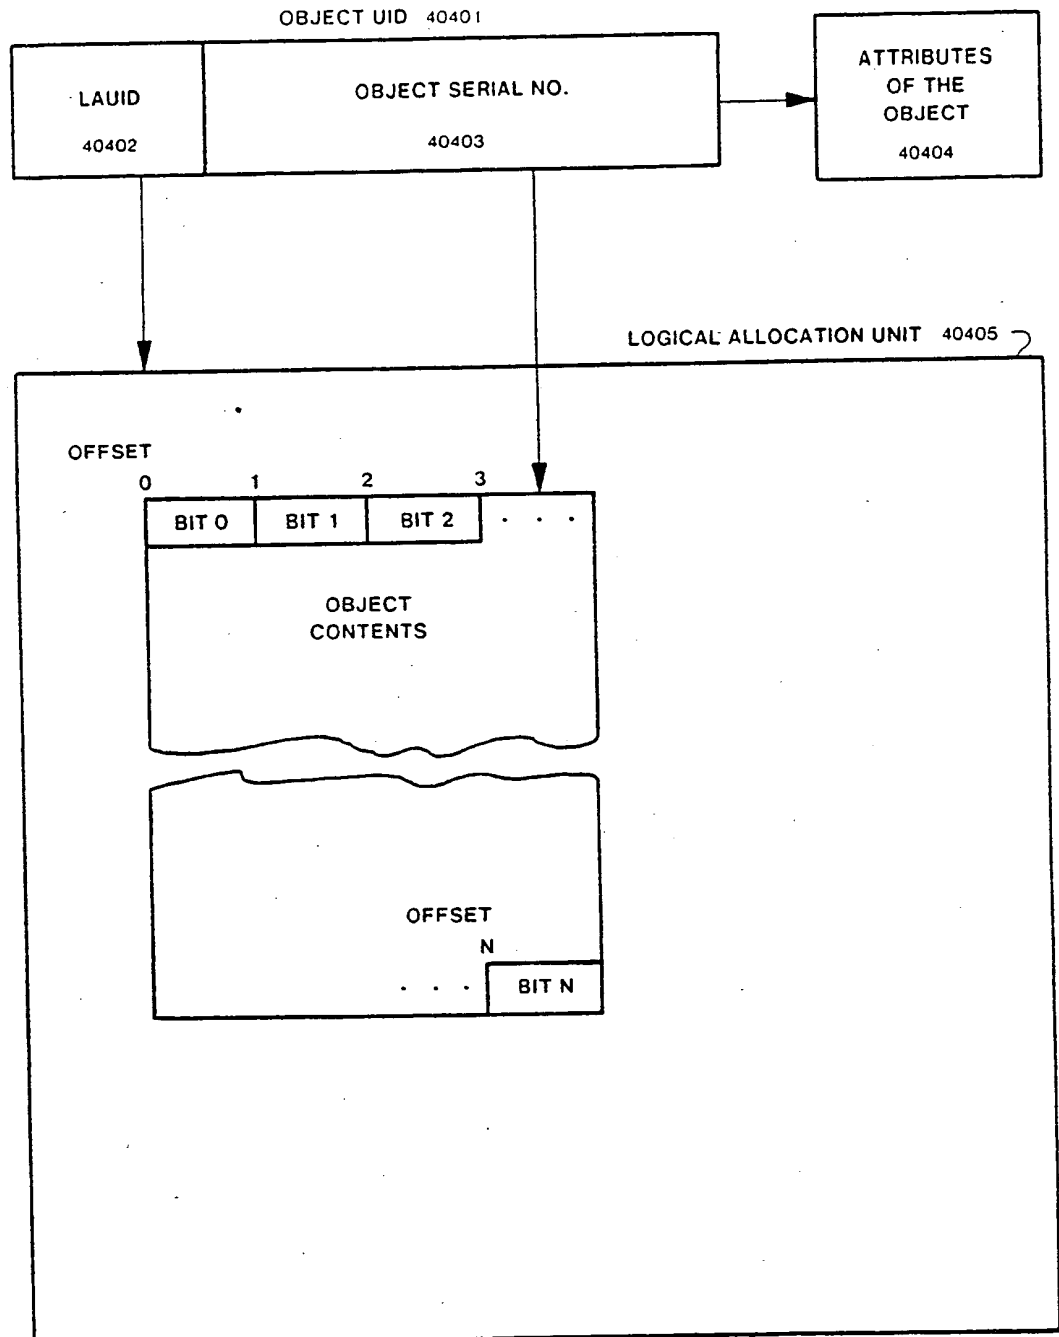 OBJECT UID 40401
LAUID
40402
OBJECT SERIAL NO.
40403
ATTRIBUTES
OF THE
OBJECT
40404
LOGICAL ALLOCATION UNIT 40405
OFFSET
0 1 2 3
BIT 0 BIT 1 BIT 2 . . .
OBJECT
CONTENTS
OFFSET
N
. . . BIT N